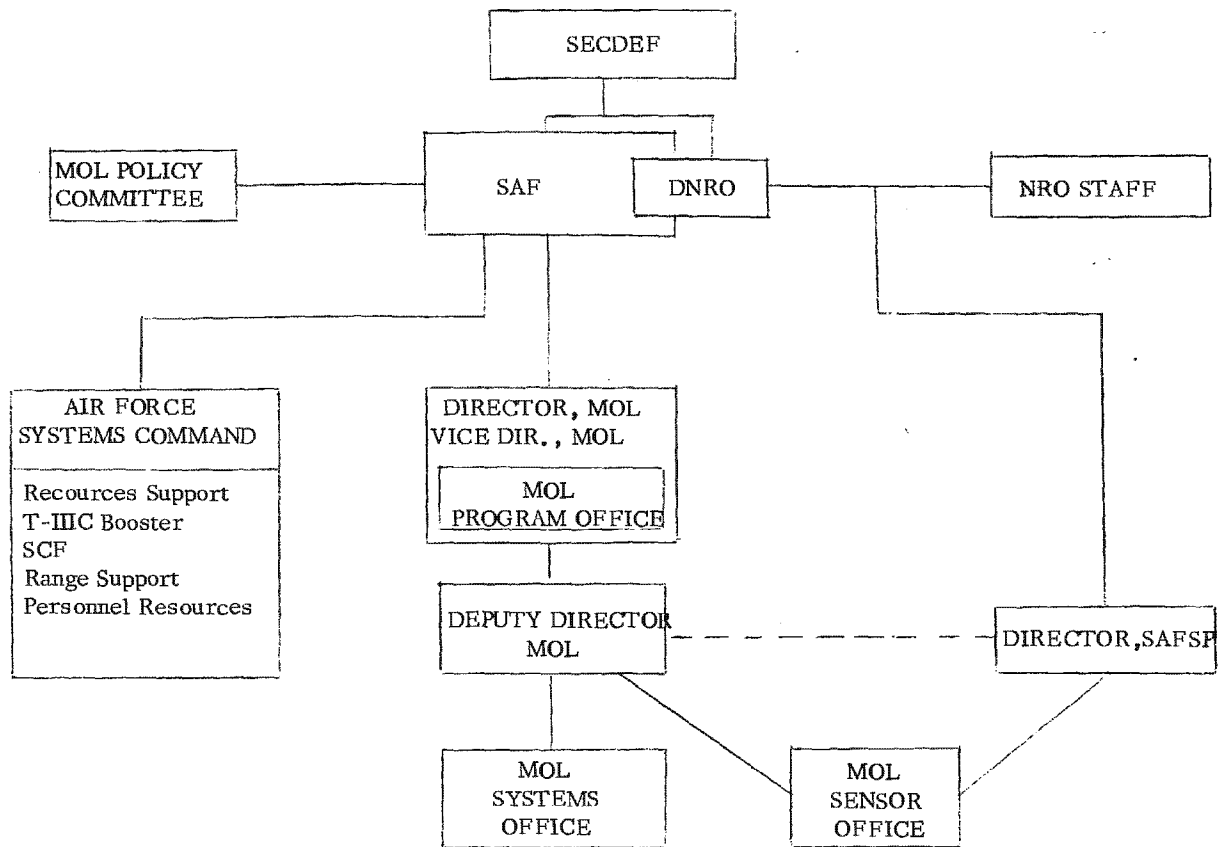 SECDEF
MOL POLICY
COMMITTEE
SAF
DNRO
NRO STAFF
AIR FORCE
SYSTEMS COMMAND
Recources Support
T-IIIC Booster
SCF
Range Support
Personnel Resources
DIRECTOR, MOL
VICE DIR., MOL
MOL
PROGRAM OFFICE
DEPUTY DIRECTOR
MOL
DIRECTOR,SAFSP
MOL
SYSTEMS
OFFICE
MOL
SENSOR
OFFICE